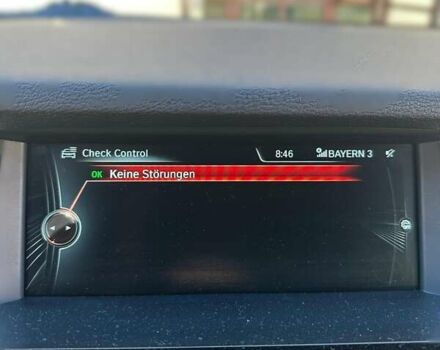 Check Control 8:46 BAYERN 3
OK Keine Störungen